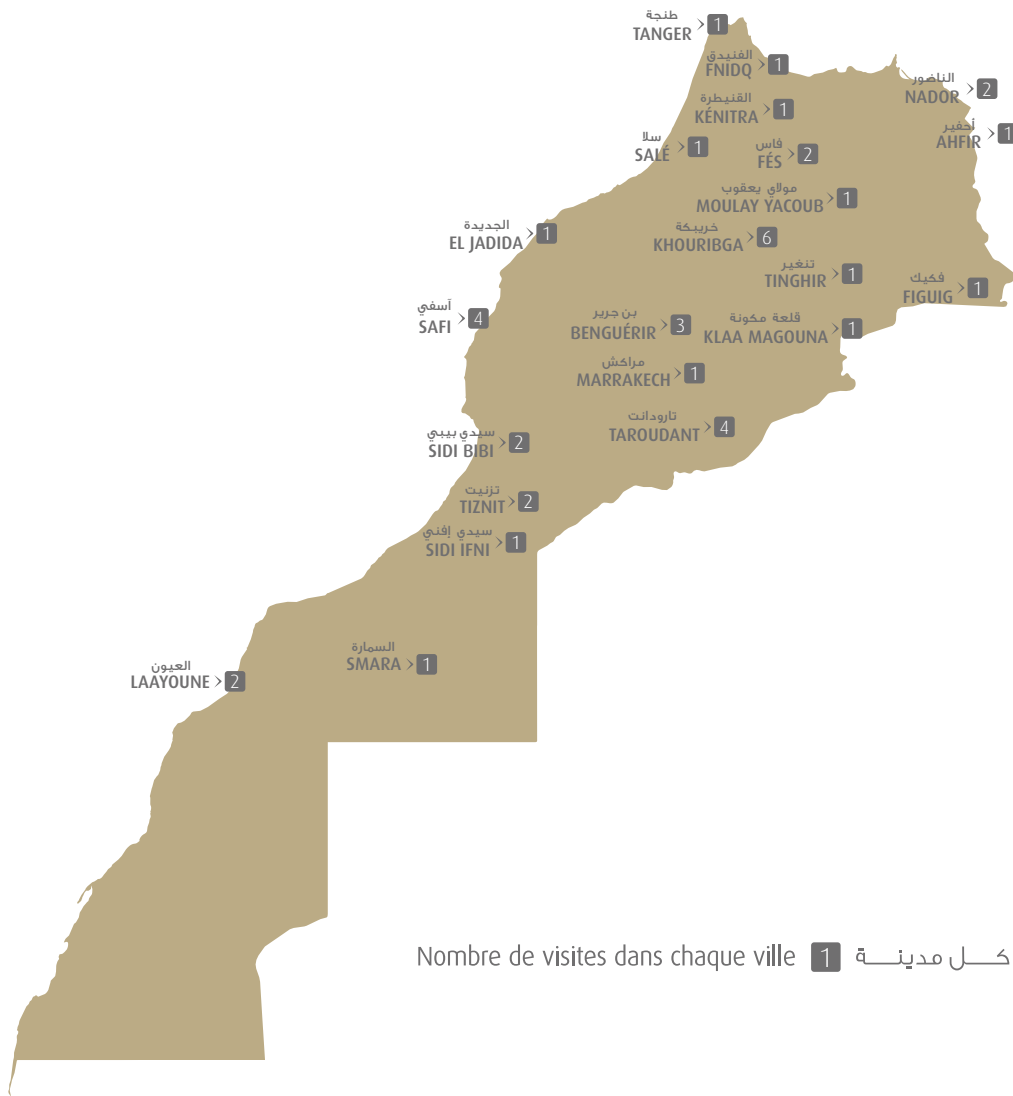 طنجة
TANGER 1
الفنيدق
FNIDQ 1
الناضور
NADOR 2
القنيطرة
KÉNITRA 1
أحفير
AHFIR 1
سلا
SALÉ 1
فاس
FÉS 2
مولاي يعقوب
MOULAY YACOUB 1
الجديدة
EL JADIDA 1
خريبكة
KHOURIBGA 6
تنغير
TINGHIR 1
فكيك
FIGUIG 1
آسفي
SAFI 4
بن جرير
BENGUÉRIR 3
قلعة مكونة
KLAA MAGOUNA 1
مراكش
MARRAKECH 1
تارودانت
TAROUDANT 4
سيدي بيبي
SIDI BIBI 2
تزنيت
TIZNIT 2
سيدي إفني
SIDI IFNI 1
السمارة
SMARA 1
العيون
LAAYOUNE 2
Nombre de visites dans chaque ville 1 كـــل مدينـــة